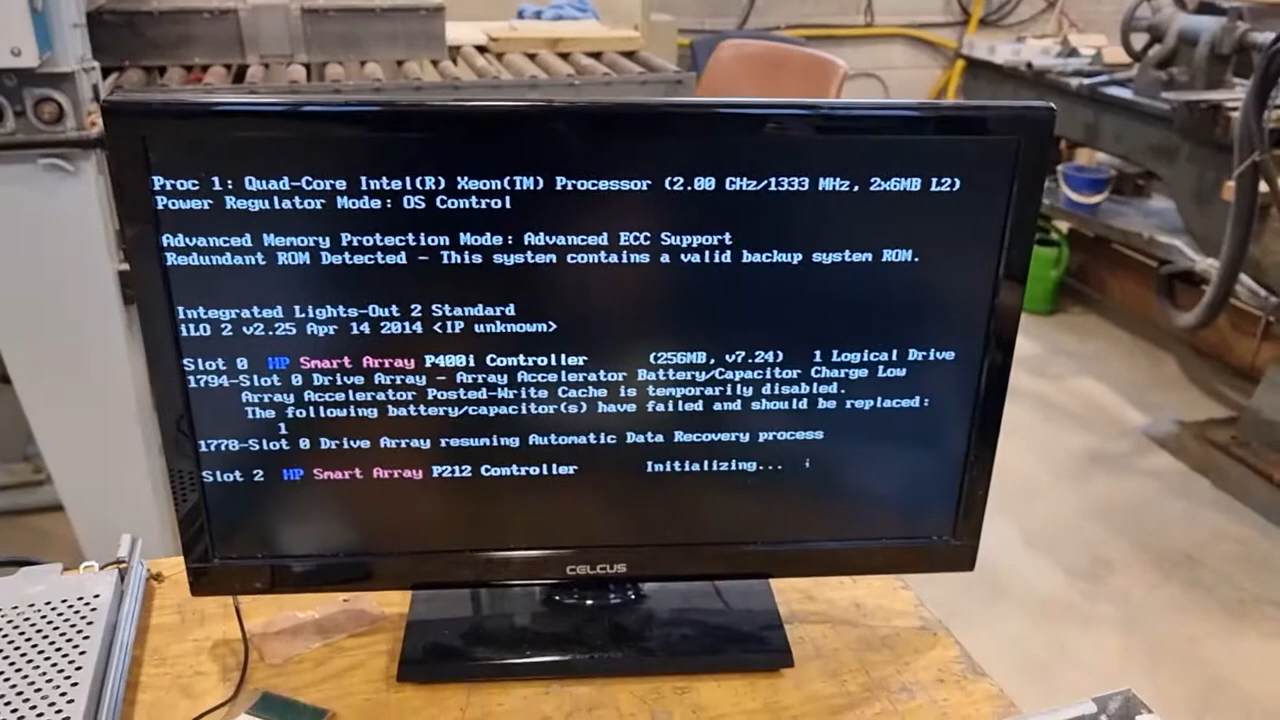 Proc 1: Quad-Core Intel(R) Xeon(TM) Processor (2.00 GHz/1333 MHz, 2x6MB L2)
Power Regulator Mode: OS Control
Advanced Memory Protection Mode: Advanced ECC Support
Redundant ROM Detected - This system contains a valid backup system ROM.
Integrated Lights-Out 2 Standard
iLO 2 v2.25 Apr 14 2014 <IP unknown>
Slot 0 HP Smart Array P400i Controller (256MB, v7.24) 1 Logical Drive
1794-Slot 0 Drive Array - Array Accelerator Battery/Capacitor Charge Low
Array Accelerator Posted-Write Cache is temporarily disabled.
The following battery/capacitor(s) have failed and should be replaced:
1
1778-Slot 0 Drive Array resuming Automatic Data Recovery process
Slot 2 HP Smart Array P212 Controller Initializing...
CELCUS